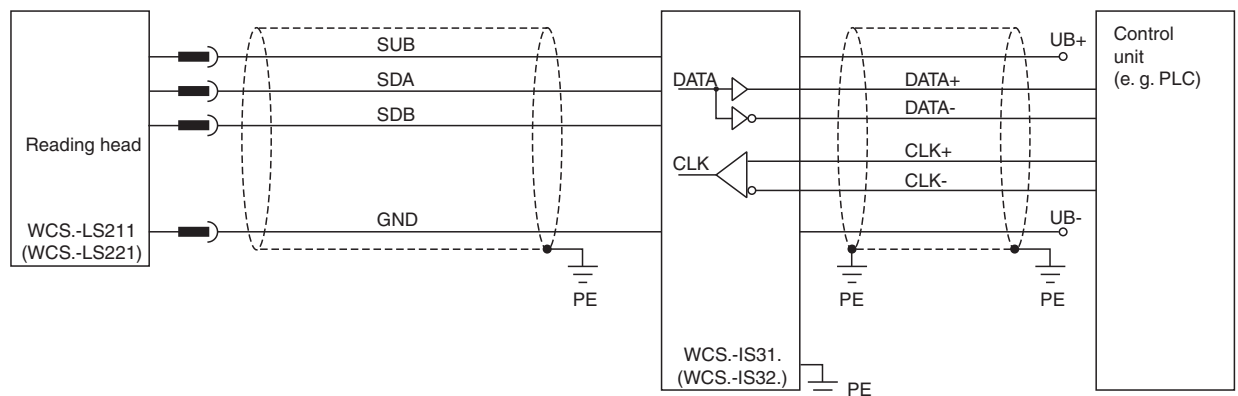 Reading head
WCS.-LS211
(WCS.-LS221)
SUB
SDA
SDB
GND
PE
DATA
CLK
WCS.-IS31.
(WCS.-IS32.)
PE
UB+
DATA+
DATA-
CLK+
CLK-
UB-
PE
PE
Control
unit
(e. g. PLC)